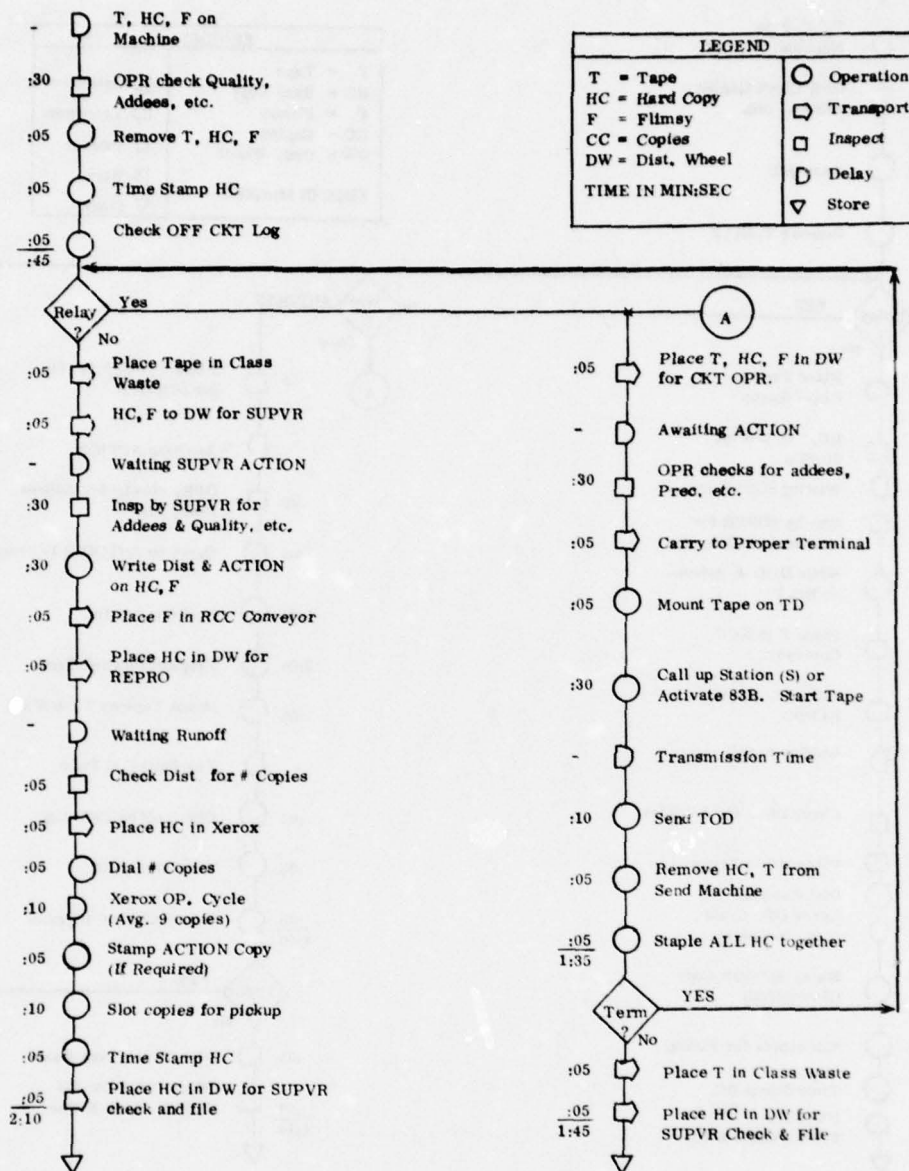 T, HC, F on
Machine
-
:30
OPR check Quality,
Addees, etc.
:05
Remove T, HC, F
:05
Time Stamp HC
:05
:45
Check OFF CKT Log
Relay
?
Yes
No
:05
Place Tape in Class
Waste
:05
HC, F to DW for SUPVR
-
Waiting SUPVR ACTION
:30
Insp by SUPVR for
Addees & Quality, etc.
:30
Write Dist & ACTION
on HC, F
:05
Place F in RCC Conveyor
:05
Place HC in DW for
REPRO
-
Waiting Runoff
:05
Check Dist for # Copies
:05
Place HC in Xerox
:05
Dial # Copies
:10
Xerox OP. Cycle
(Avg. 9 copies)
:05
Stamp ACTION Copy
(If Required)
:10
Slot copies for pickup
:05
Time Stamp HC
:05
2:10
Place HC in DW for SUPVR
check and file
LEGEND
T = Tape
HC = Hard Copy
F = Flimsy
CC = Copies
DW = Dist. Wheel
TIME IN MIN:SEC
Operation
Transport
Inspect
Delay
Store
A
:05
Place T, HC, F in DW
for CKT OPR.
-
Awaiting ACTION
:30
OPR checks for addees,
Prec, etc.
:05
Carry to Proper Terminal
:05
Mount Tape on TD
:30
Call up Station (S) or
Activate 83B. Start Tape
-
Transmission Time
:10
Send TOD
:05
Remove HC, T from
Send Machine
:05
1:35
Staple ALL HC together
Term
?
YES
No
:05
Place T in Class Waste
:05
1:45
Place HC in DW for
SUPVR Check & File